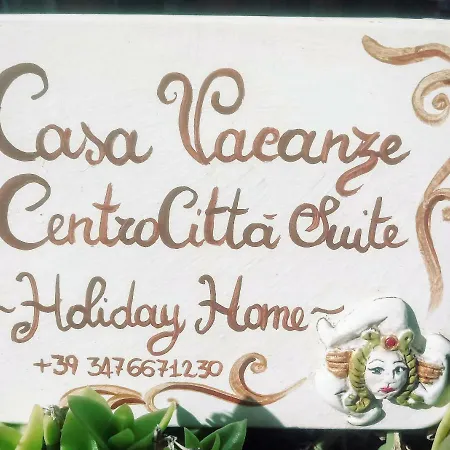 Casa Vacanze
CentroCittà Suite
~Holiday Home~
+39 3476671230